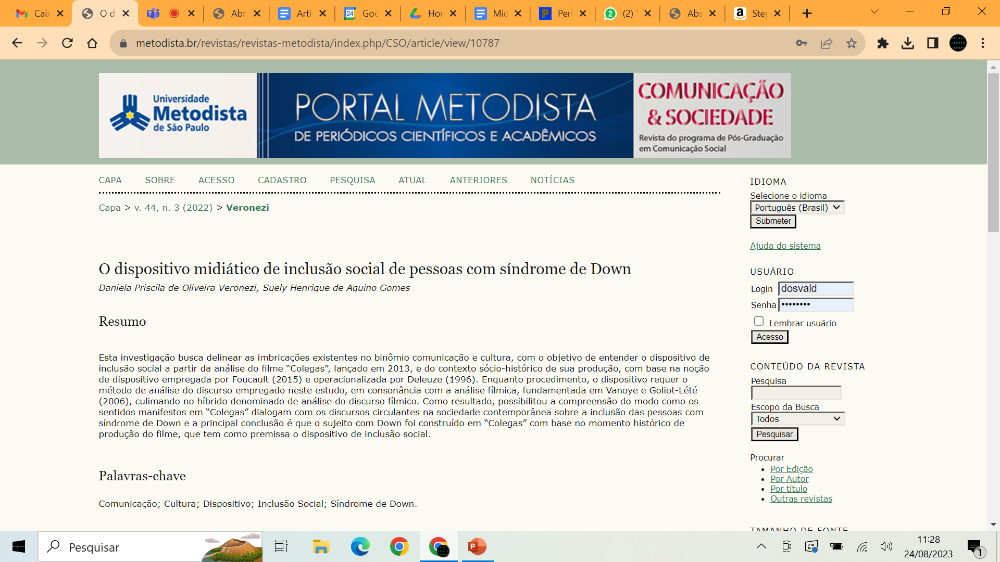 Caix
O d
Abr
Arti
24
Goo
Hor
Mid
Peri
2
(2)
Abs
Ste
metodista.br/revistas/revistas-metodista/index.php/CSO/article/view/10787
Universidade
Metodista
de São Paulo
PORTAL METODISTA
DE PERIÓDICOS CIENTÍFICOS E ACADÊMICOS
COMUNICAÇÃO
& SOCIEDADE
Revista do programa de Pós-Graduação
em Comunicação Social
CAPA SOBRE ACESSO CADASTRO PESQUISA ATUAL ANTERIORES NOTÍCIAS
Capa > v. 44, n. 3 (2022) > Veronezi
O dispositivo midiático de inclusão social de pessoas com síndrome de Down
Daniela Priscila de Oliveira Veronezi, Suely Henrique de Aquino Gomes
Resumo
Esta investigação busca delinear as imbricações existentes no binômio comunicação e cultura, com o objetivo de entender o dispositivo de
inclusão social a partir da análise do filme “Colegas”, lançado em 2013, e do contexto sócio-histórico de sua produção, com base na noção
de dispositivo empregada por Foucault (2015) e operacionalizada por Deleuze (1996). Enquanto procedimento, o dispositivo requer o
método de análise do discurso empregado neste estudo, em consonância com a análise fílmica, fundamentada em Vanoye e Goliot-Lété
(2006), culimando no híbrido denominado de análise do discurso fílmico. Como resultado, possibilitou a compreensão do modo como os
sentidos manifestos em “Colegas” dialogam com os discursos circulantes na sociedade contemporânea sobre a inclusão das pessoas com
síndrome de Down e a principal conclusão é que o sujeito com Down foi construído em “Colegas” com base no momento histórico de
produção do filme, que tem como premissa o dispositivo de inclusão social.
Palavras-chave
Comunicação; Cultura; Dispositivo; Inclusão Social; Síndrome de Down.
IDIOMA
Selecione o idioma
Português (Brasil)
Submeter
Ajuda do sistema
USUÁRIO
Login dosvald
Senha ••••••••
Lembrar usuário
Acesso
CONTEÚDO DA REVISTA
Pesquisa
Escopo da Busca
Todos
Pesquisar
Procurar
Por Edição
Por Autor
Por título
Outras revistas
TAMANHO DE FONTE
Pesquisar
11:28
24/08/2023
1